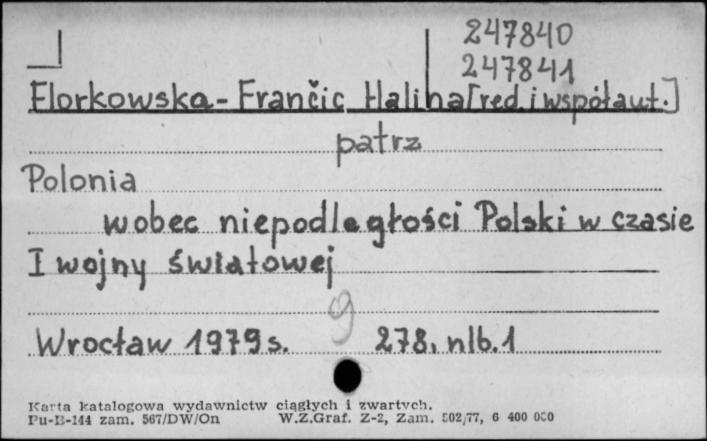 247840
247841
Florkowska-Frančić Halina [red. i współaut.]
patrz
Polonia
wobec niepodległości Polski w czasie
I wojny światowej
9
Wrocław 1979 s. 278, nlb. 1
Karta katalogowa wydawnictw ciągłych i zwartych.
Pu-B-144 zam. 567/DW/On W.Z.Graf. Z-2, Zam. 502/77, 6 400 000